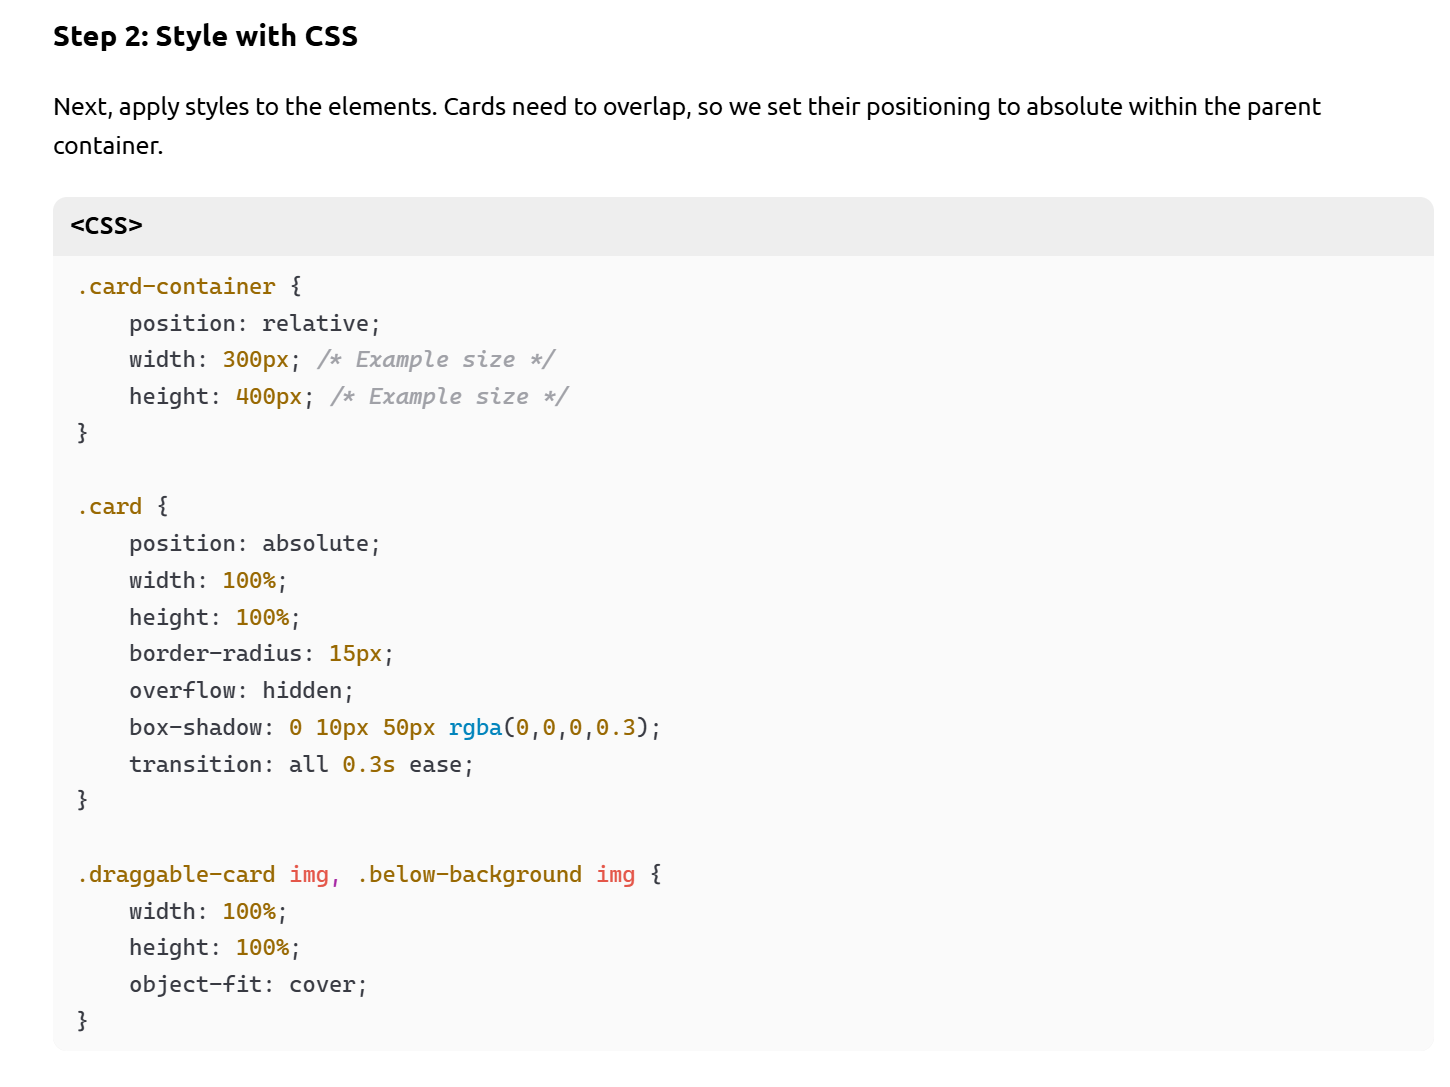 Step 2: Style with CSS
Next, apply styles to the elements. Cards need to overlap, so we set their positioning to absolute within the parent
container.
<CSS>
.card-container {
    position: relative;
    width: 300px; /* Example size */
    height: 400px; /* Example size */
}

.card {
    position: absolute;
    width: 100%;
    height: 100%;
    border-radius: 15px;
    overflow: hidden;
    box-shadow: 0 10px 50px rgba(0,0,0,0.3);
    transition: all 0.3s ease;
}

.draggable-card img, .below-background img {
    width: 100%;
    height: 100%;
    object-fit: cover;
}